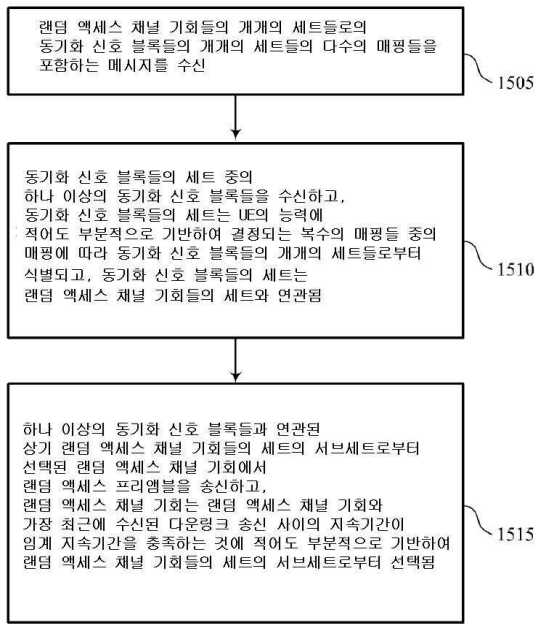 랜덤 액세스 채널 기회들의 개개의 세트들로의
동기화 신호 블록들의 개개의 세트들의 다수의 매핑들을
포함하는 메시지를 수신
1505
동기화 신호 블록들의 세트 중의
하나 이상의 동기화 신호 블록들을 수신하고,
동기화 신호 블록들의 세트는 UE의 능력에
적어도 부분적으로 기반하여 결정되는 복수의 매핑들 중의
매핑에 따라 동기화 신호 블록들의 개개의 세트들로부터
식별되고, 동기화 신호 블록들의 세트는
랜덤 액세스 채널 기회들의 세트와 연관됨
1510
하나 이상의 동기화 신호 블록들과 연관된
상기 랜덤 액세스 채널 기회들의 세트의 서브세트로부터
선택된 랜덤 액세스 채널 기회에서
랜덤 액세스 프리앰블을 송신하고,
랜덤 액세스 채널 기회는 랜덤 액세스 채널 기회와
가장 최근에 수신된 다운링크 송신 사이의 지속기간이
임계 지속기간을 충족하는 것에 적어도 부분적으로 기반하여
랜덤 액세스 채널 기회들의 세트의 서브세트로부터 선택됨
1515